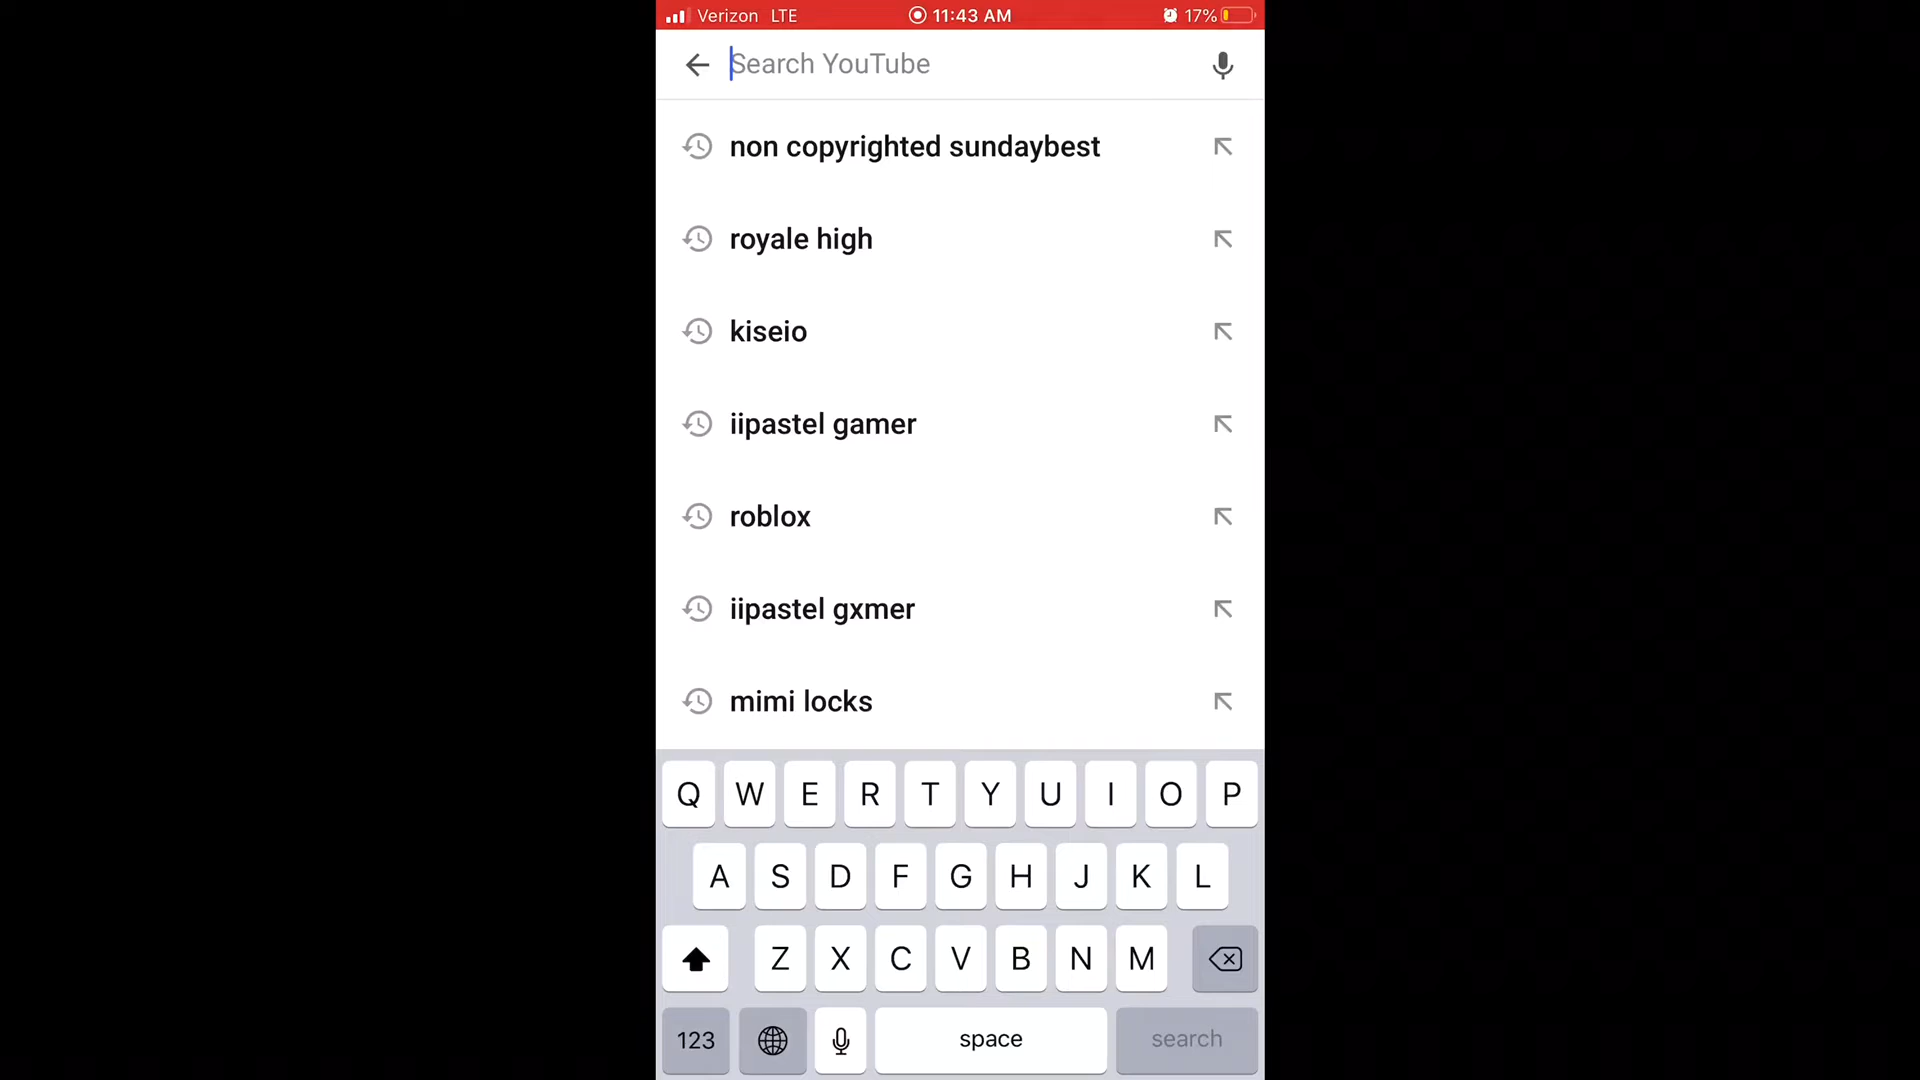 Verizon LTE 11:43 AM 17%
Search YouTube
non copyrighted sundaybest
royale high
kiseio
iipastel gamer
roblox
iipastel gxmer
mimi locks
Q W E R T Y U I O P
A S D F G H J K L
Z X C V B N M
123 space search